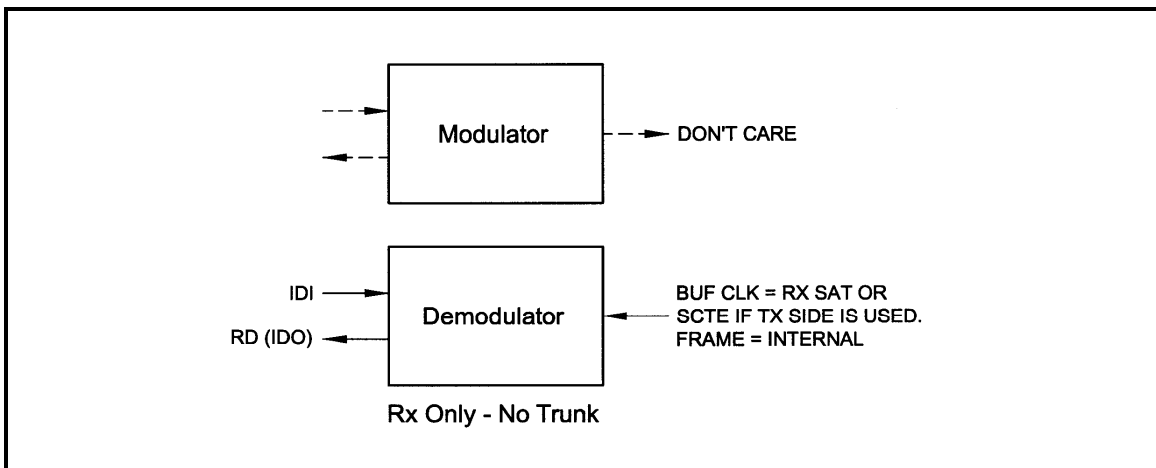 Modulator
DON'T CARE
IDI
RD (IDO)
Demodulator
BUF CLK = RX SAT OR
SCTE IF TX SIDE IS USED.
FRAME = INTERNAL
Rx Only - No Trunk